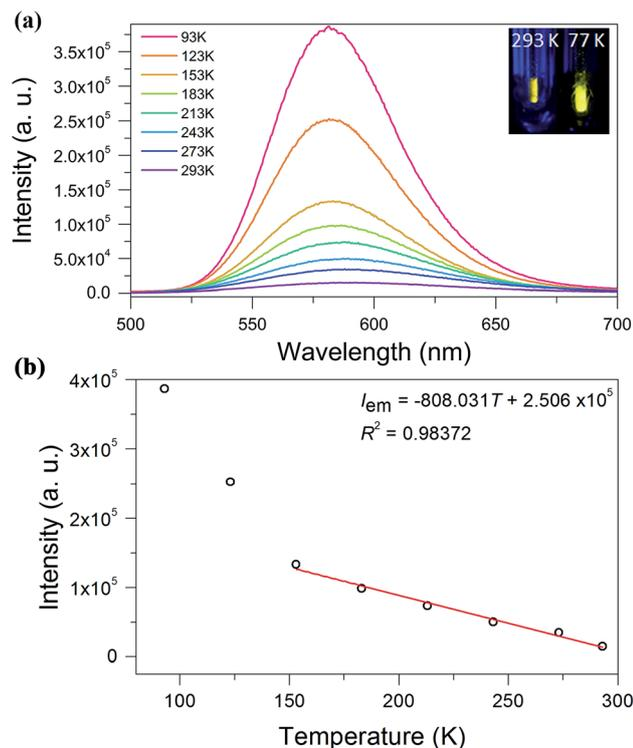 (a)
Intensity (a. u.)
3.5x10⁵
3.0x10⁵
2.5x10⁵
2.0x10⁵
1.5x10⁵
1.0x10⁵
5.0x10⁴
0.0
93K
123K
153K
183K
213K
243K
273K
293K
293 K 77 K
500 550 600 650 700
Wavelength (nm)
(b)
Intensity (a. u.)
4x10⁵
3x10⁵
2x10⁵
1x10⁵
0
Iem = -808.031T + 2.506 x10⁵
R² = 0.98372
100 150 200 250 300
Temperature (K)